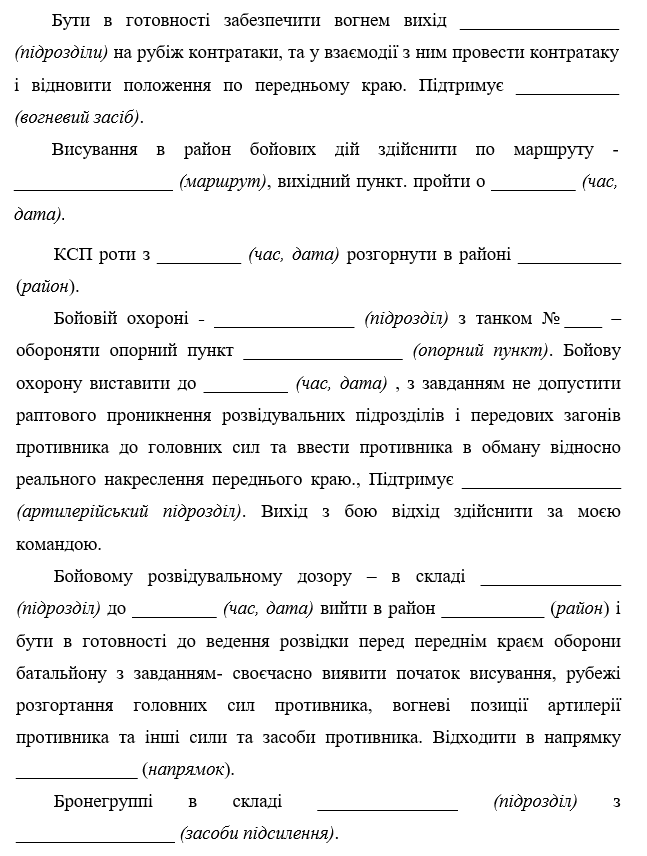 Бути в готовності забезпечити вогнем вихід _________________
(підрозділи) на рубіж контратаки, та у взаємодії з ним провести контратаку
і відновити положення по передньому краю. Підтримує ___________
(вогневий засіб).
Висування в район бойових дій здійснити по маршруту -
_________________ (маршрут), вихідний пункт. пройти о _________ (час,
дата).
КСП роти з _________ (час, дата) розгорнути в районі ___________
(район).
Бойовій охороні - _______________ (підрозділ) з танком №____ –
обороняти опорний пункт _________________ (опорний пункт). Бойову
охорону виставити до _________ (час, дата) , з завданням не допустити
раптового проникнення розвідувальних підрозділів і передових загонів
противника до головних сил та ввести противника в обману відносно
реального накреслення переднього краю., Підтримує _________________
(артилерійський підрозділ). Вихід з бою відхід здійснити за моєю
командою.
Бойовому розвідувальному дозору – в складі _______________
(підрозділ) до _________ (час, дата) вийти в район ___________ (район) і
бути в готовності до ведення розвідки перед переднім краєм оборони
батальйону з завданням- своєчасно виявити початок висування, рубежі
розгортання головних сил противника, вогневі позиції артилерії
противника та інші сили та засоби противника. Відходити в напрямку
_____________ (напрямок).
Бронегруппі в складі _______________ (підрозділ) з
_________________ (засоби підсилення).